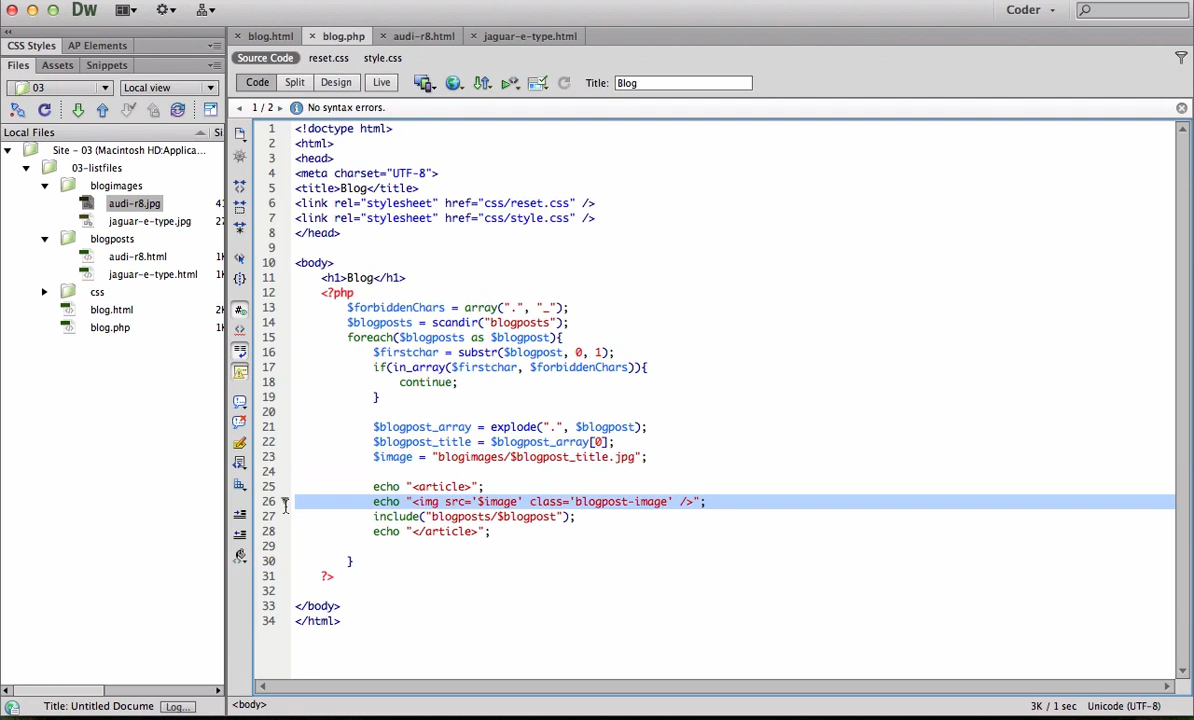 Dw
Coder
blog.html
blog.php
audi-r8.html
jaguar-e-type.html
CSS Styles
AP Elements
Source Code
reset.css
style.css
Files
Assets
Snippets
03
Local view
Code
Split
Design
Live
Title:
Blog
1 / 2
No syntax errors.
Local Files
Si
Site - 03 (Macintosh HD:Applica...
03-listfiles
blogimages
audi-r8.jpg
jaguar-e-type.jpg
blogposts
audi-r8.html
1K
jaguar-e-type.html
1K
css
blog.html
2K
blog.php
1K
1 <!doctype html>
2 <html>
3 <head>
4 <meta charset="UTF-8">
5 <title>Blog</title>
6 <link rel="stylesheet" href="css/reset.css" />
7 <link rel="stylesheet" href="css/style.css" />
8 </head>
9
10 <body>
11 <h1>Blog</h1>
12 <?php
13 $forbiddenChars = array(".", "_");
14 $blogposts = scandir("blogposts");
15 foreach($blogposts as $blogpost){
16 $firstchar = substr($blogpost, 0, 1);
17 if(in_array($firstchar, $forbiddenChars)){
18 continue;
19 }
20
21 $blogpost_array = explode(".", $blogpost);
22 $blogpost_title = $blogpost_array[0];
23 $image = "blogimages/$blogpost_title.jpg";
24
25 echo "<article>";
26 echo "<img src='$image' class='blogpost-image' />";
27 include("blogposts/$blogpost");
28 echo "</article>";
29
30 }
31 ?>
32
33 </body>
34 </html>
Title: Untitled Docume
Log...
<body>
3K / 1 sec
Unicode (UTF-8)